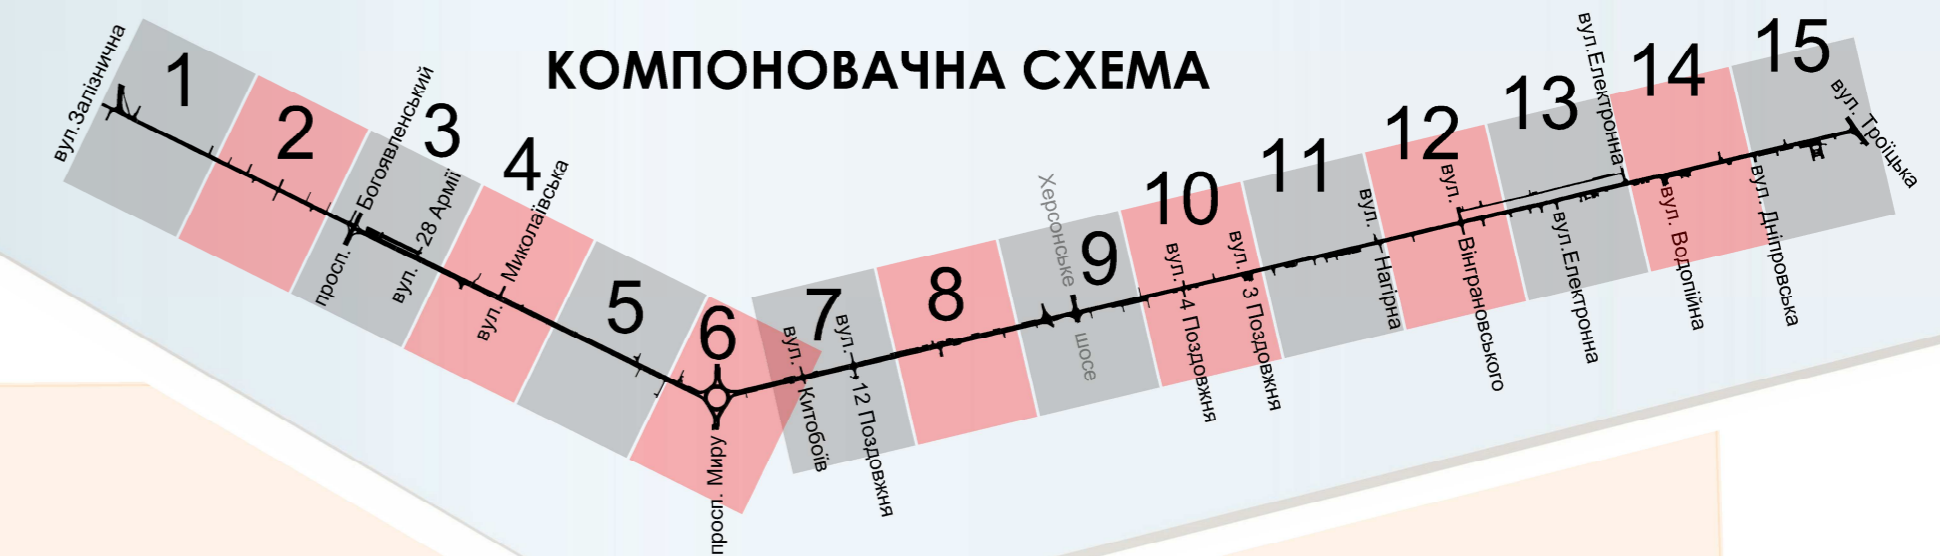 КОМПОНОВАЧНА СХЕМА
вул.Залізнична
1
2
просп. Богоявленський
3
вул. 28 Армії
4
вул. Миколаївська
5
6
просп. Миру
7
вул. Китобоїв
вул. 12 Поздовжня
8
Херсонське шосе
9
10
вул. 4 Поздовжня
вул. 3 Поздовжня
11
вул. Нагірна
12
вул. Вінграновського
13
вул.Електронна
вул.Електронна
14
вул. Водопійна
15
вул. Дніпровська
вул. Троїцька